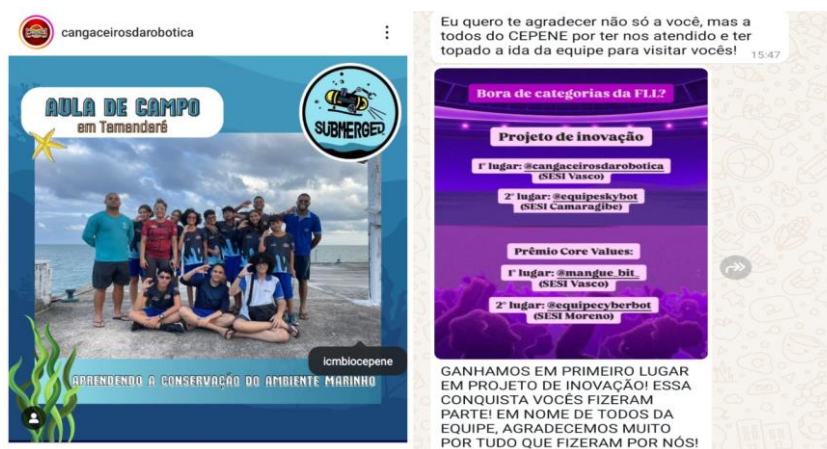 cangaceirosdarobotica
AULA DE CAMPO
em Tamandaré
SUBMERGED
icmbiocepene
APRENDENDO A CONSERVAÇÃO DO AMBIENTE MARINHO
Eu quero te agradecer não só a você, mas a
todos do CEPENE por ter nos atendido e ter
topado a ida da equipe para visitar vocês!
15:47
Bora de categorias da FLL?
Projeto de inovação
1º lugar: @cangaceirosdarobotica
(SESI Vasco)
2º lugar: @equipeskybot
(SESI Camaragibe)
Prêmio Core Values:
1º lugar: @mangue_bit_
(SESI Vasco)
2º lugar: @equipecyberbot
(SESI Moreno)
GANHAMOS EM PRIMEIRO LUGAR
EM PROJETO DE INOVAÇÃO! ESSA
CONQUISTA VOCÊS FIZERAM
PARTE! EM NOME DE TODOS DA
EQUIPE, AGRADECEMOS MUITO
POR TUDO QUE FIZERAM POR NÓS!